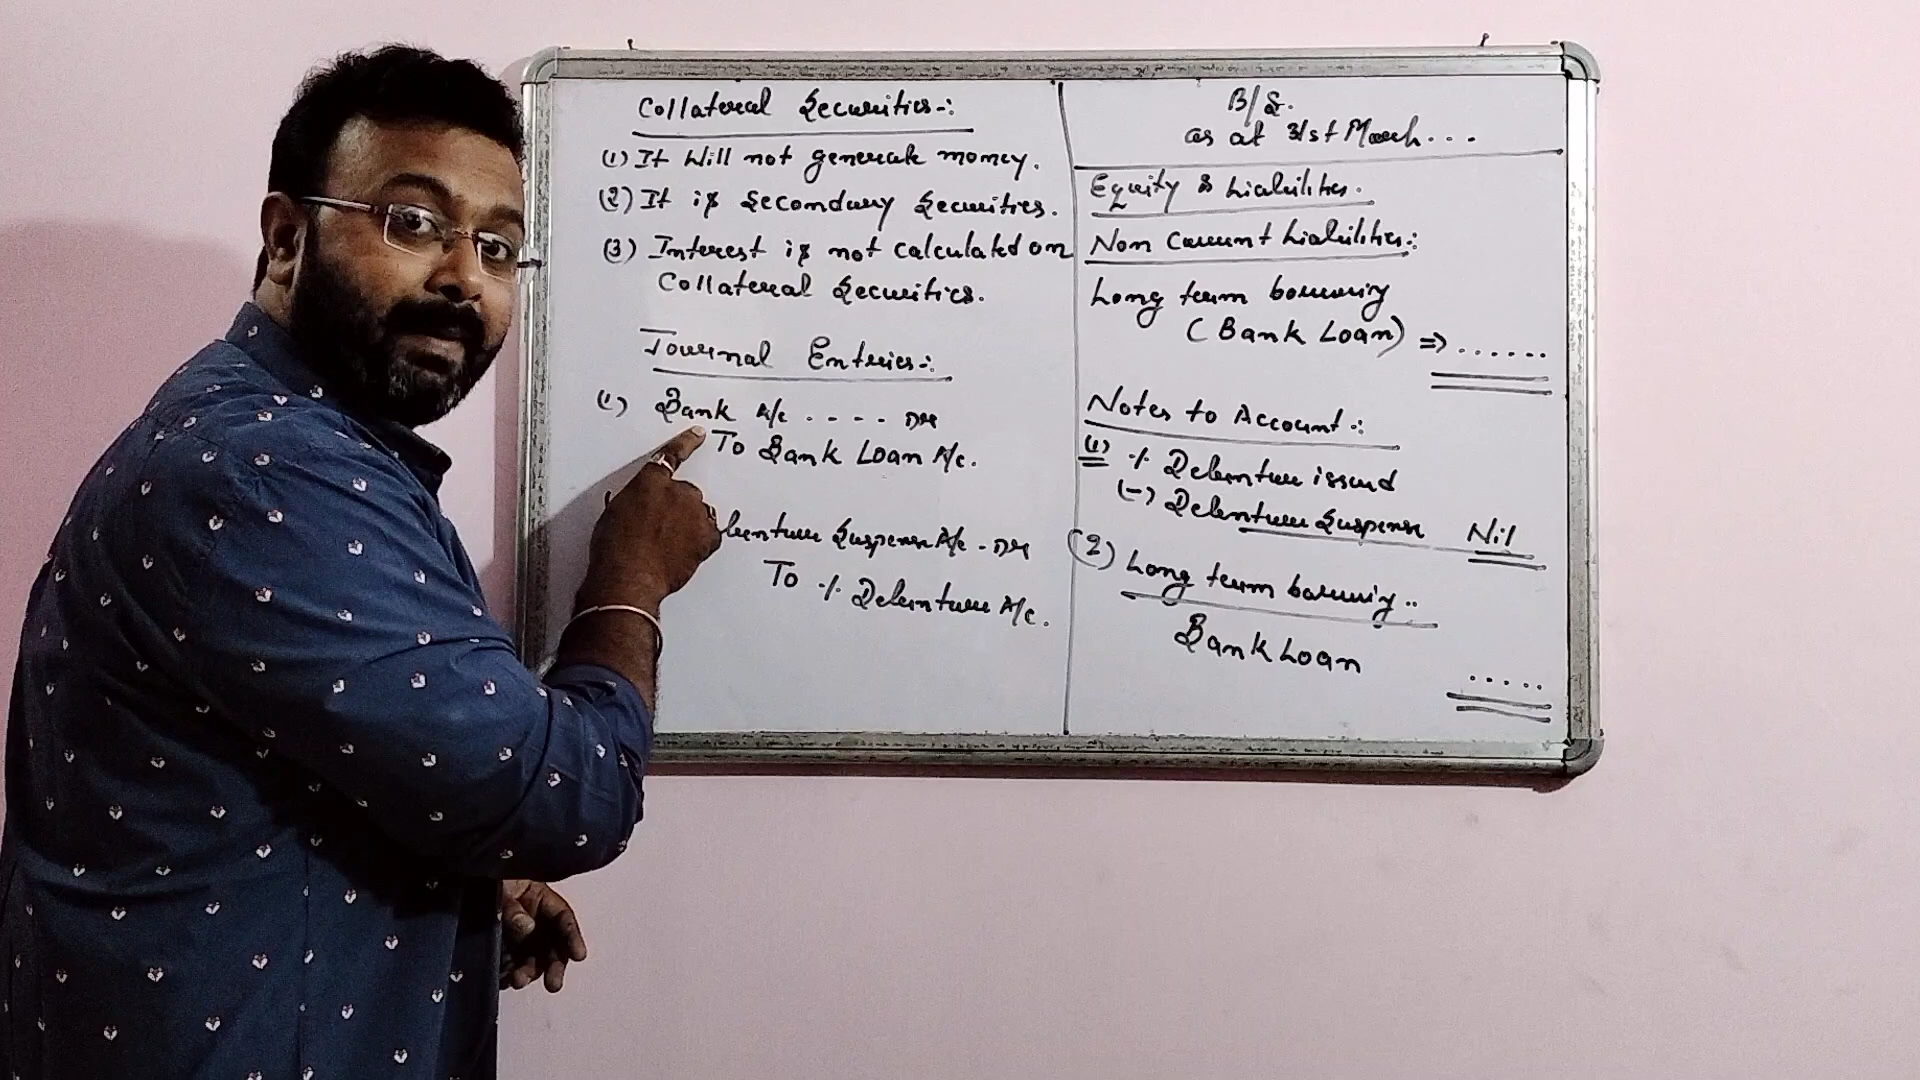 Collateral Securities-:
(1) It Will not generate money.
(2) It is Secondary Securities.
(3) Interest is not calculated on
Collateral Securities.
Journal Entries-:
(1) Bank A/c . - - - Dr
To Bank Loan A/c.
benture Suspense A/c - Dr
To ·/. Debenture A/c.
B/S.
as at 31st March...
Equity & Liabilities.
Non Current Liabilities:
Long term borrowing
(Bank Loan) => ......
Notes to Account-:
(1) ·/. Debenture issued
(-) Debenture Suspense Nil
(2) Long term borrowing..
Bank Loan
.....